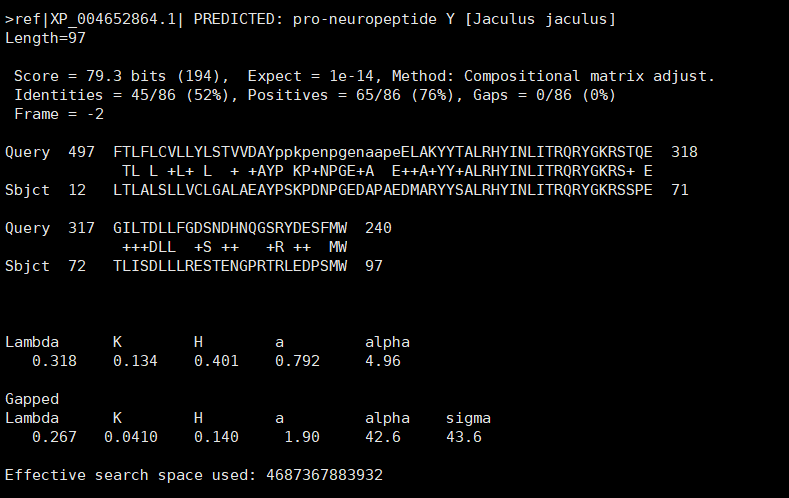 >ref|XP_004652864.1| PREDICTED: pro-neuropeptide Y [Jaculus jaculus]
Length=97
Score = 79.3 bits (194),  Expect = 1e-14, Method: Compositional matrix adjust.
Identities = 45/86 (52%), Positives = 65/86 (76%), Gaps = 0/86 (0%)
Frame = -2
Query  497  FTLFLCVLLYLSTVVDAYppkpenpgenaapeELAKYYTALRHYINLITRQRYGKRSTQE  318
             TL L +L+ L  + +AYP KP+NPGE+A  E++A+YY+ALRHYINLITRQRYGKRS+ E
Sbjct  12   LTLALSLLVCLGALAEAYPSKPDNPGEDAPAEDMARYYSALRHYINLITRQRYGKRSSPE  71
Query  317  GILTDLLFGDSNDHNQGSRYDESFMW  240
             +++DLL  +S ++   +R ++  MW
Sbjct  72   TLISDLLLRESTENGPRTRLEDPSMW  97
Lambda      K        H        a         alpha
   0.318    0.134    0.401    0.792     4.96
Gapped
Lambda      K        H        a         alpha    sigma
   0.267   0.0410    0.140     1.90     42.6     43.6
Effective search space used: 4687367883932